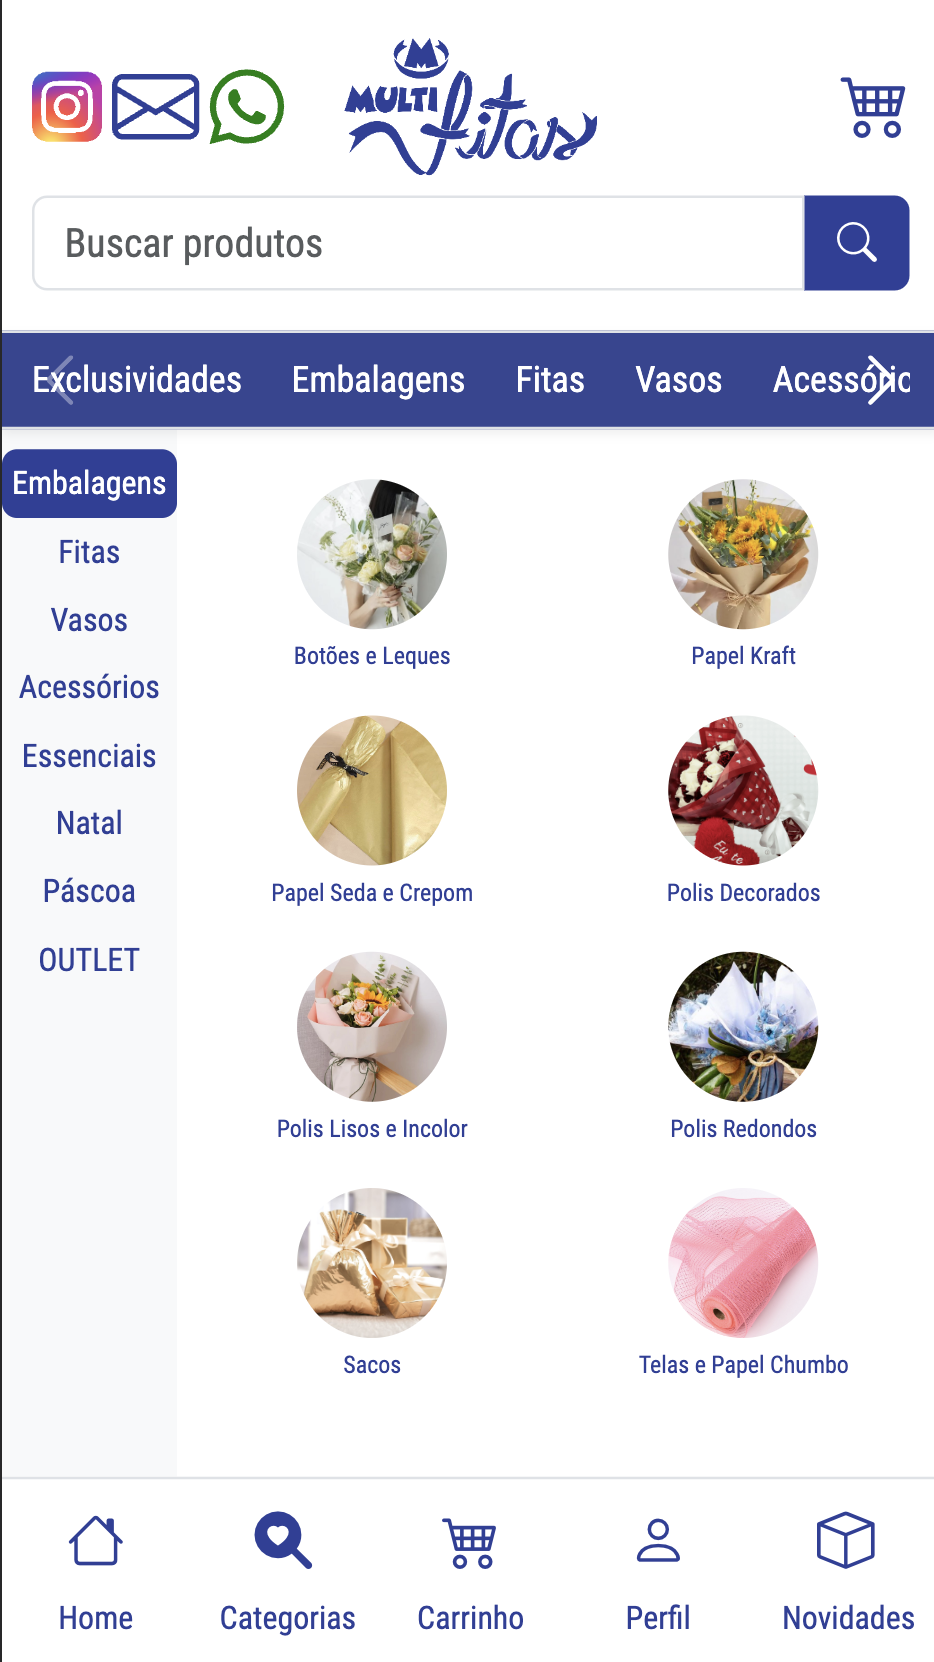 MULTI
fitas
Buscar produtos
Exclusividades Embalagens Fitas Vasos
Embalagens
Fitas
Vasos
Acessórios
Essenciais
Natal
Páscoa
OUTLET
Botões e Leques
Papel Kraft
Papel Seda e Crepom
Polis Decorados
Eu te
Polis Lisos e Incolor
Polis Redondos
Sacos
Telas e Papel Chumbo
Home
Categorias
Carrinho
Perfil
Novidades